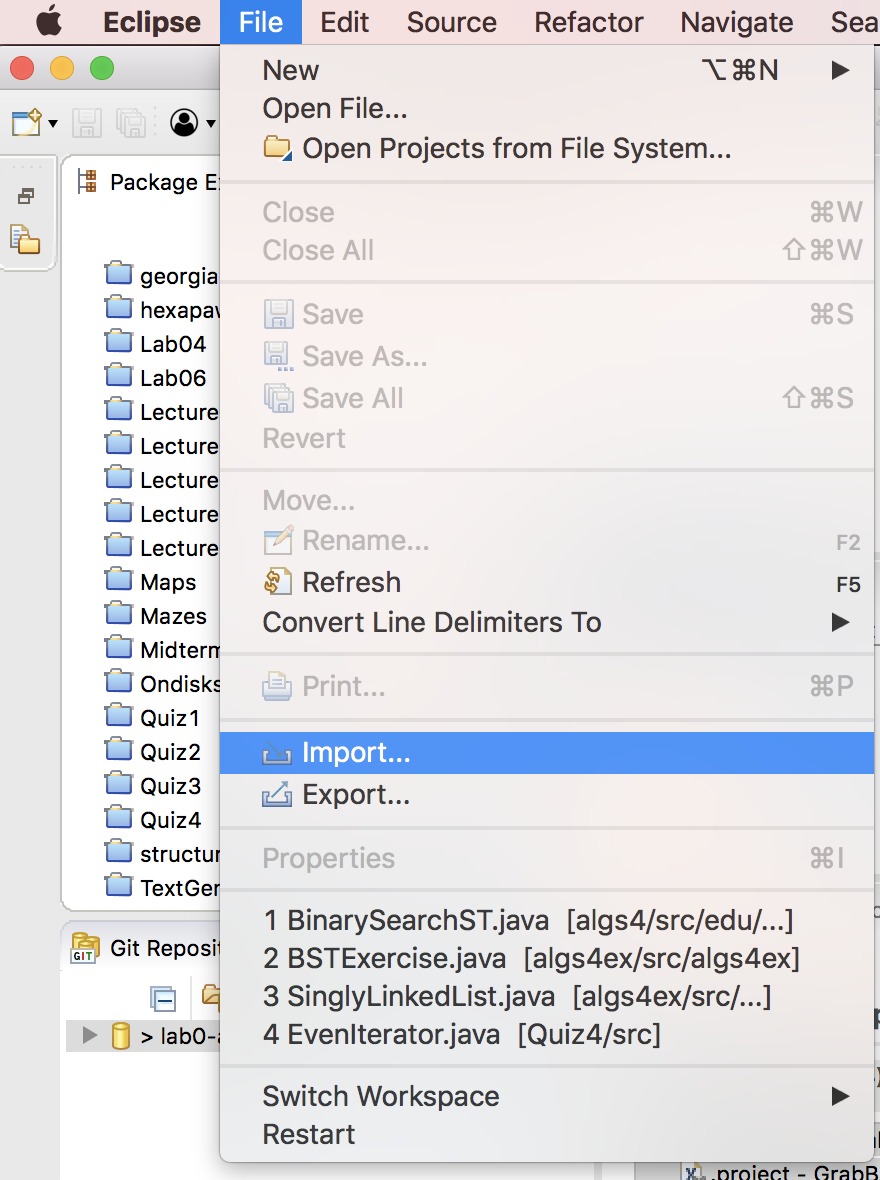 Eclipse File Edit Source Refactor Navigate Sea
New ⌥⌘N
Open File...
Open Projects from File System...
Close ⌘W
Close All ⇧⌘W
Save ⌘S
Save As...
Save All ⇧⌘S
Revert
Move...
Rename... F2
Refresh F5
Convert Line Delimiters To
Print... ⌘P
Import...
Export...
Properties ⌘I
1 BinarySearchST.java [algs4/src/edu/...]
2 BSTExercise.java [algs4ex/src/algs4ex]
3 SinglyLinkedList.java [algs4ex/src/...]
4 EvenIterator.java [Quiz4/src]
Switch Workspace
Restart
Package E
georgia
hexapaw
Lab04
Lab06
Lecture
Lecture
Lecture
Lecture
Lecture
Maps
Mazes
Midterm
Ondisks
Quiz1
Quiz2
Quiz3
Quiz4
structur
TextGer
GIT Git Reposit
> lab0-a
.project - GrabB